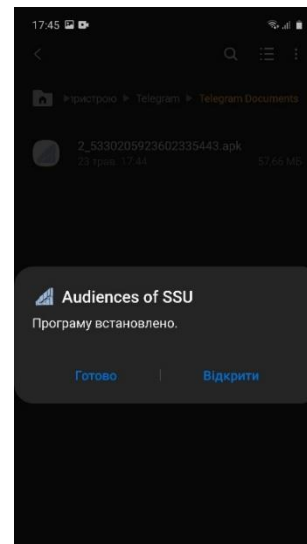 17:45
пристрою ▶ Telegram ▶ Telegram Documents
2_5330205923602335443.apk
23 трав. 17:44 57,66 МБ
Audiences of SSU
Програму встановлено.
Готово | Відкрити